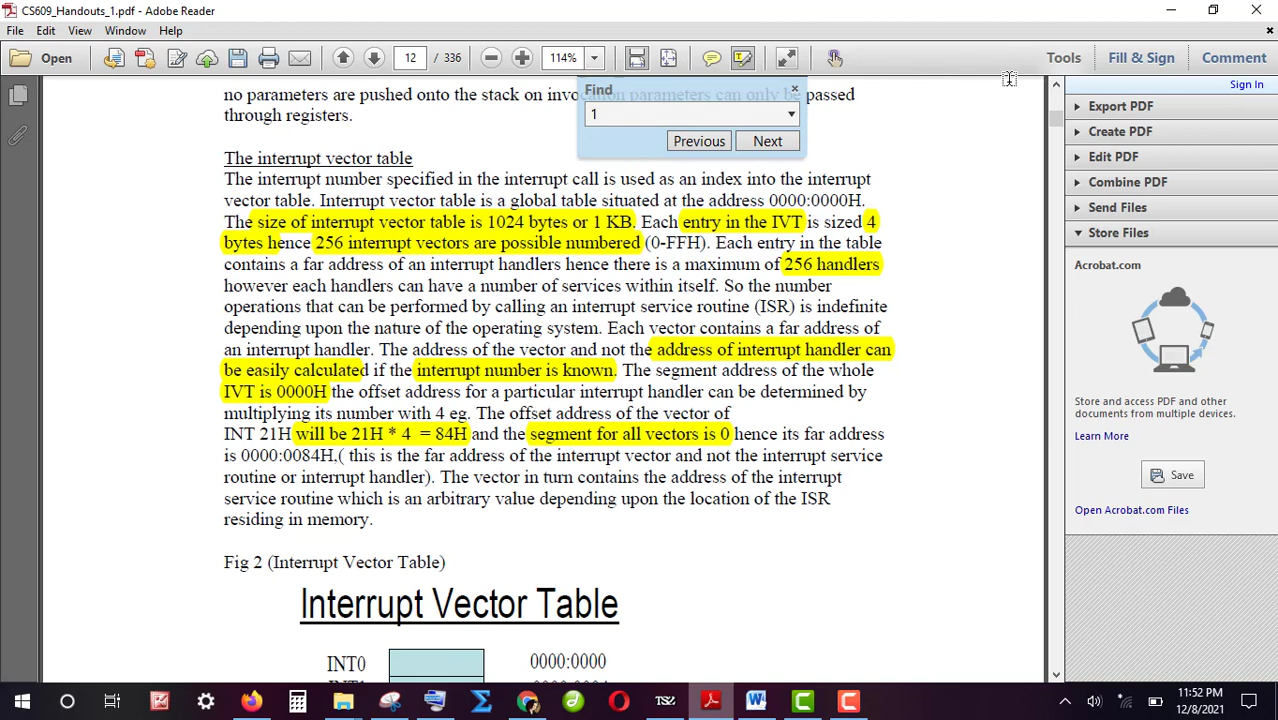 CS609_Handouts_1.pdf - Adobe Reader
File Edit View Window Help
Open 12 / 336 114% Tools Fill & Sign Comment
Find
1
Previous Next
no parameters are pushed onto the stack on invocation parameters can only be passed
through registers.
The interrupt vector table
The interrupt number specified in the interrupt call is used as an index into the interrupt
vector table. Interrupt vector table is a global table situated at the address 0000:0000H.
The size of interrupt vector table is 1024 bytes or 1 KB. Each entry in the IVT is sized 4
bytes hence 256 interrupt vectors are possible numbered (0-FFH). Each entry in the table
contains a far address of an interrupt handlers hence there is a maximum of 256 handlers
however each handlers can have a number of services within itself. So the number
operations that can be performed by calling an interrupt service routine (ISR) is indefinite
depending upon the nature of the operating system. Each vector contains a far address of
an interrupt handler. The address of the vector and not the address of interrupt handler can
be easily calculated if the interrupt number is known. The segment address of the whole
IVT is 0000H the offset address for a particular interrupt handler can be determined by
multiplying its number with 4 eg. The offset address of the vector of
INT 21H will be 21H * 4 = 84H and the segment for all vectors is 0 hence its far address
is 0000:0084H,( this is the far address of the interrupt vector and not the interrupt service
routine or interrupt handler). The vector in turn contains the address of the interrupt
service routine which is an arbitrary value depending upon the location of the ISR
residing in memory.
Fig 2 (Interrupt Vector Table)
Interrupt Vector Table
INT0 0000:0000
Sign In
Export PDF
Create PDF
Edit PDF
Combine PDF
Send Files
Store Files
Acrobat.com
Store and access PDF and other
documents from multiple devices.
Learn More
Save
Open Acrobat.com Files
TS2
11:52 PM
12/8/2021